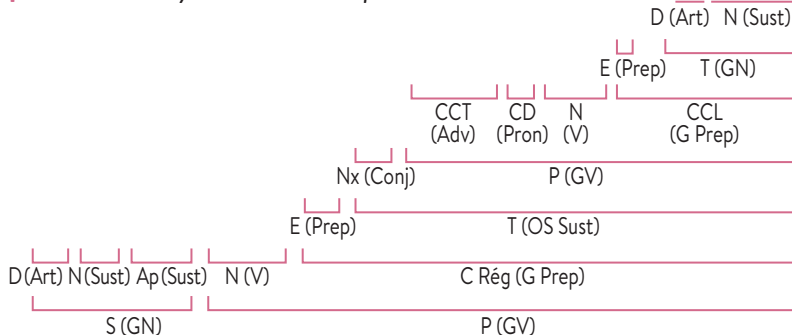 D (Art) N (Sust)
E (Prep) T (GN)
CCT CD N CCL
(Adv) (Pron) (V) (G Prep)
Nx (Conj) P (GV)
E (Prep) T (OS Sust)
D (Art) N (Sust) Ap (Sust) N (V) C Rég (G Prep)
S (GN) P (GV)